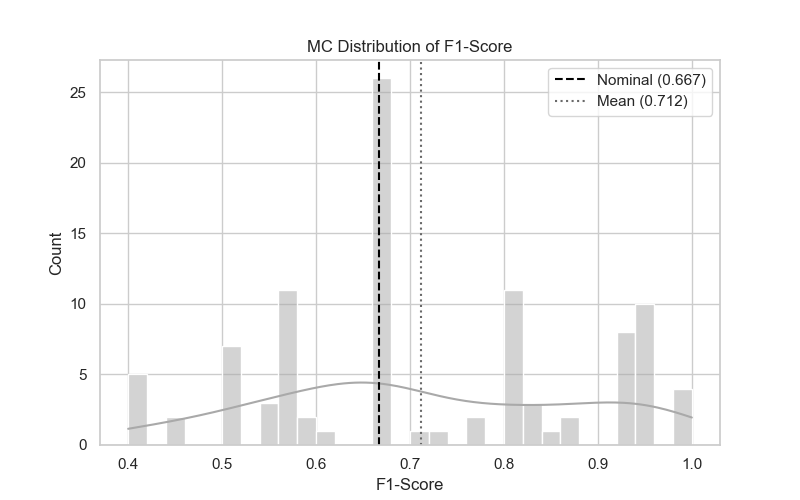 MC Distribution of F1-Score
Nominal (0.667)
Mean (0.712)
25
20
15
10
5
0
Count
0.4 0.5 0.6 0.7 0.8 0.9 1.0
F1-Score